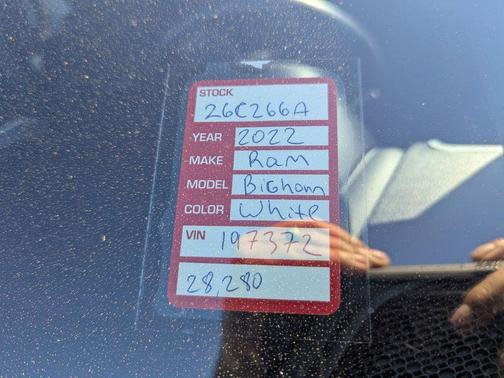 STOCK
26C266A
YEAR 2022
MAKE Ram
MODEL Bighorn
COLOR White
VIN 197372
28,280